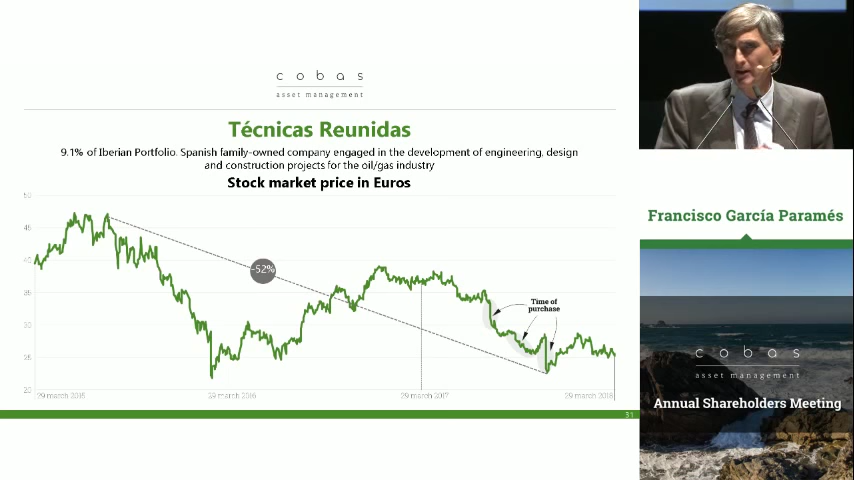 cobas
asset management
Técnicas Reunidas
9.1% of Iberian Portfolio. Spanish family-owned company engaged in the development of engineering, design
and construction projects for the oil/gas industry
Stock market price in Euros
50
45
40
35
30
25
20
-52%
Time of
purchase
29 march 2015
29 march 2016
29 march 2017
29 march 2018
31
Francisco García Paramés
cobas
asset management
Annual Shareholders Meeting